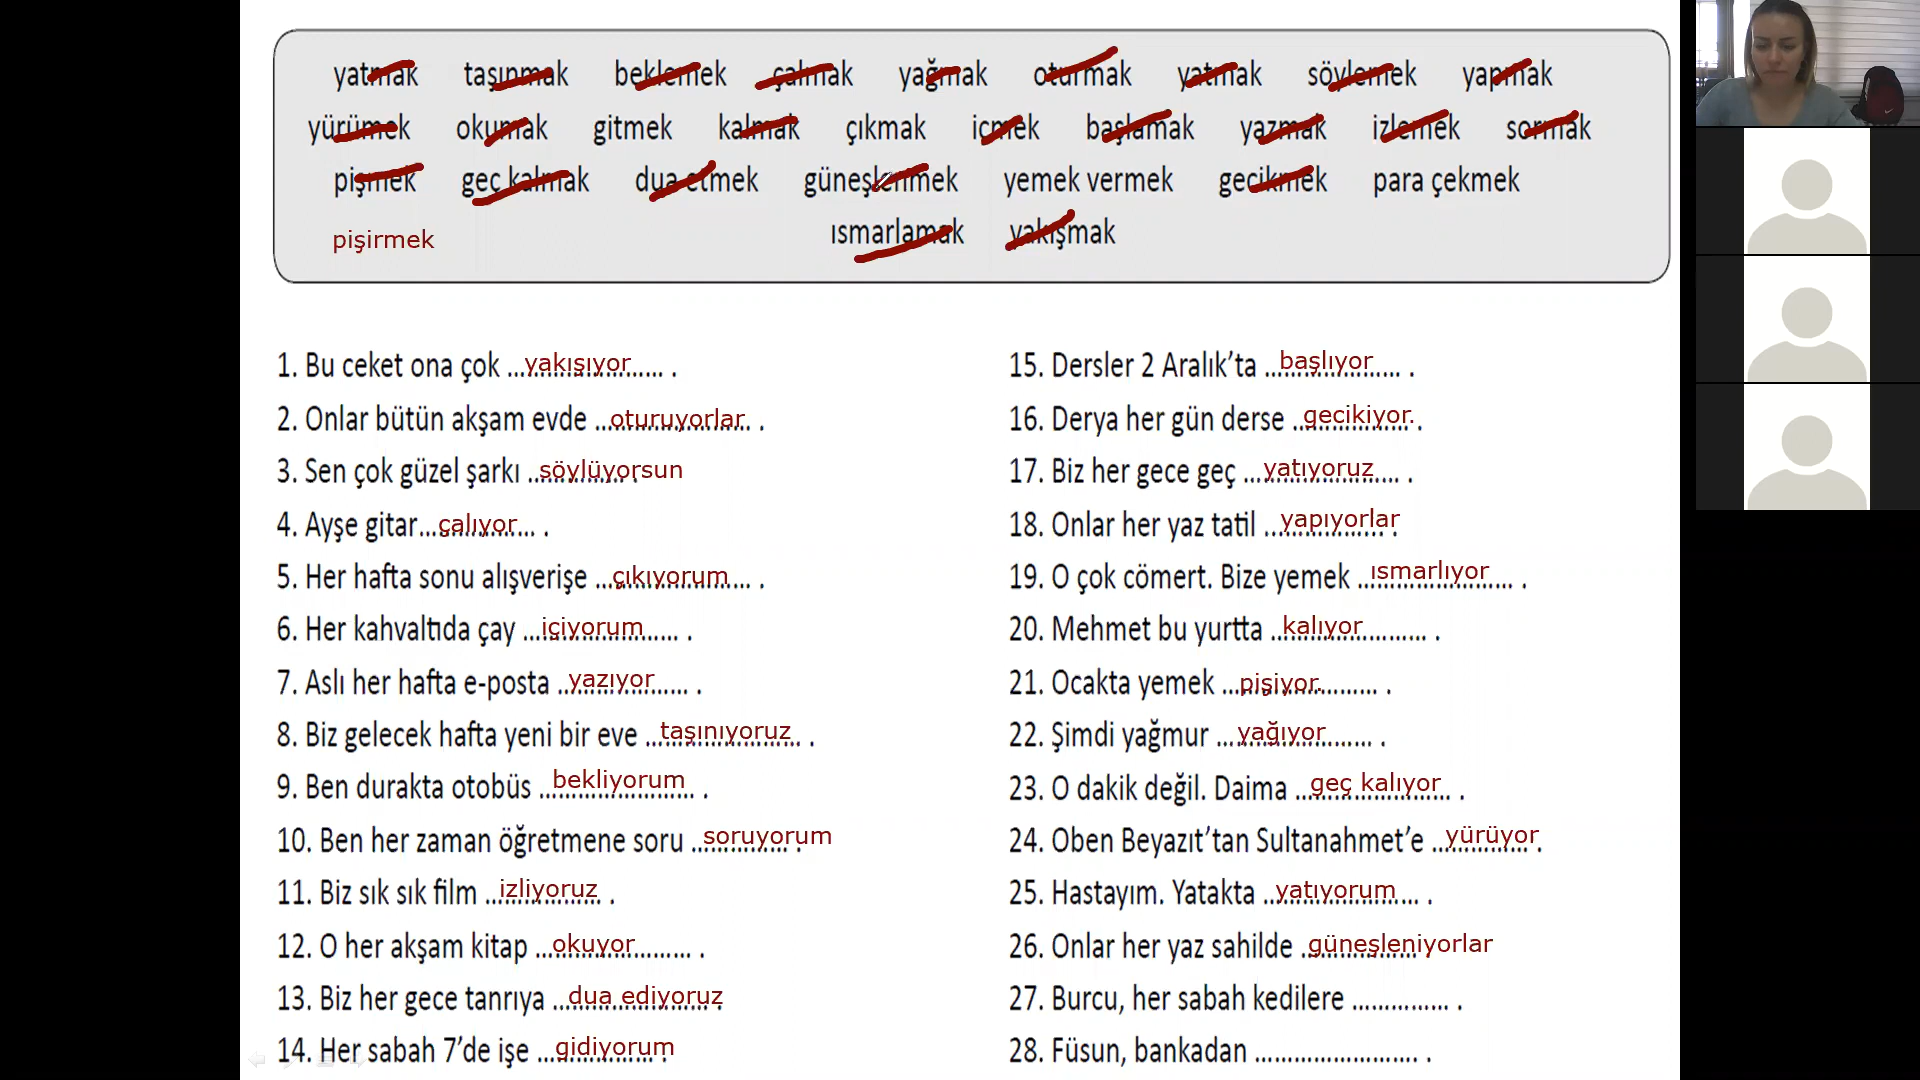 yatmak taşınmak beklemek çalmak yağmak oturmak yatmak söylemek yapmak
yürümek okumak gitmek kalmak çıkmak içmek başlamak yazmak izlemek sormak
pişmek geç kalmak dua etmek güneşlenmek yemek vermek gecikmek para çekmek
pişirmek ısmarlamak yakışmak
1. Bu ceket ona çok ...yakışıyor... .
2. Onlar bütün akşam evde ...oturuyorlar... .
3. Sen çok güzel şarkı ...söylüyorsun .
4. Ayşe gitar...çalıyor... .
5. Her hafta sonu alışverişe ...çıkıyorum... .
6. Her kahvaltıda çay ...içiyorum... .
7. Aslı her hafta e-posta ...yazıyor... .
8. Biz gelecek hafta yeni bir eve ...taşınıyoruz... .
9. Ben durakta otobüs ...bekliyorum... .
10. Ben her zaman öğretmene soru ...soruyorum .
11. Biz sık sık film ...izliyoruz... .
12. O her akşam kitap ...okuyor... .
13. Biz her gece tanrıya ...dua ediyoruz .
14. Her sabah 7’de işe ...gidiyorum .
15. Dersler 2 Aralık’ta ...başlıyor... .
16. Derya her gün derse ...gecikiyor. .
17. Biz her gece geç ...yatıyoruz... .
18. Onlar her yaz tatil ...yapıyorlar .
19. O çok cömert. Bize yemek ...ısmarlıyor... .
20. Mehmet bu yurtta ...kalıyor... .
21. Ocakta yemek ...pişiyor.... .
22. Şimdi yağmur ...yağıyor... .
23. O dakik değil. Daima ...geç kalıyor... .
24. Oben Beyazıt’tan Sultanahmet’e ...yürüyor .
25. Hastayım. Yatakta ...yatıyorum... .
26. Onlar her yaz sahilde ...güneşleniyorlar .
27. Burcu, her sabah kedilere ............... .
28. Füsun, bankadan ......................... .